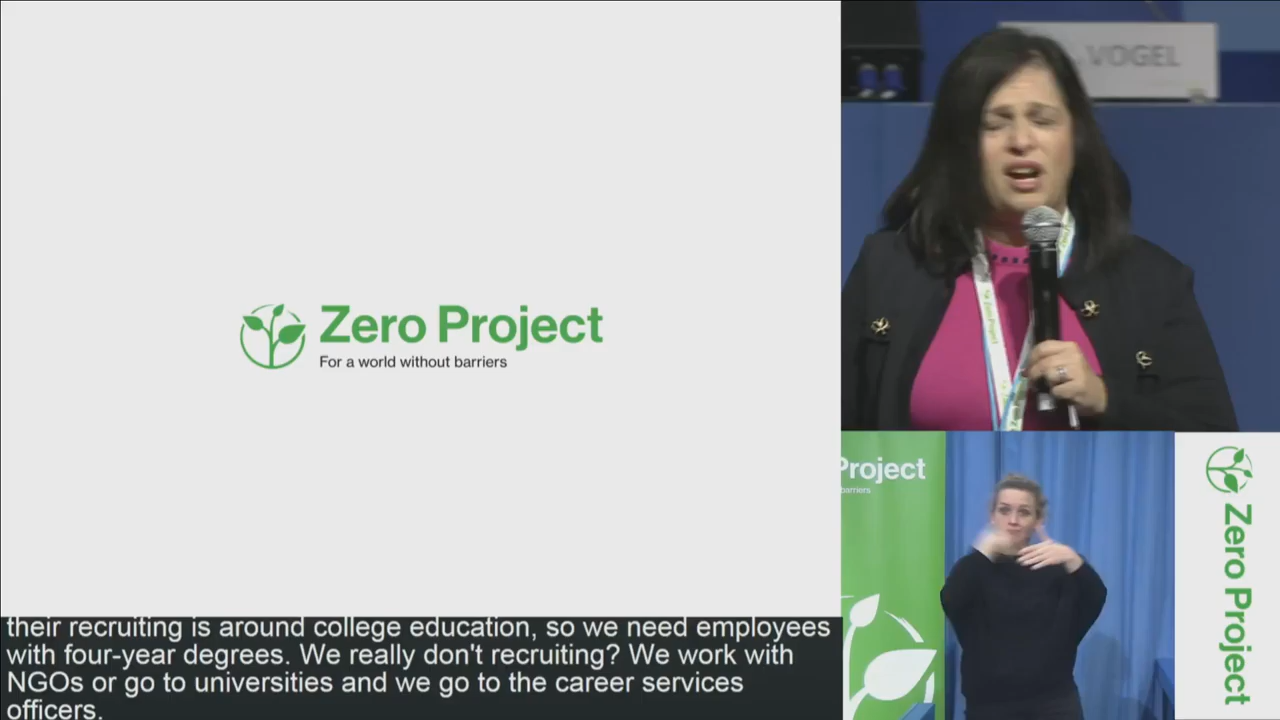 Zero Project
For a world without barriers
VOGEL
Project
barriers
Zero Project
their recruiting is around college education, so we need employees
with four-year degrees. We really don't recruiting? We work with
NGOs or go to universities and we go to the career services
officers.